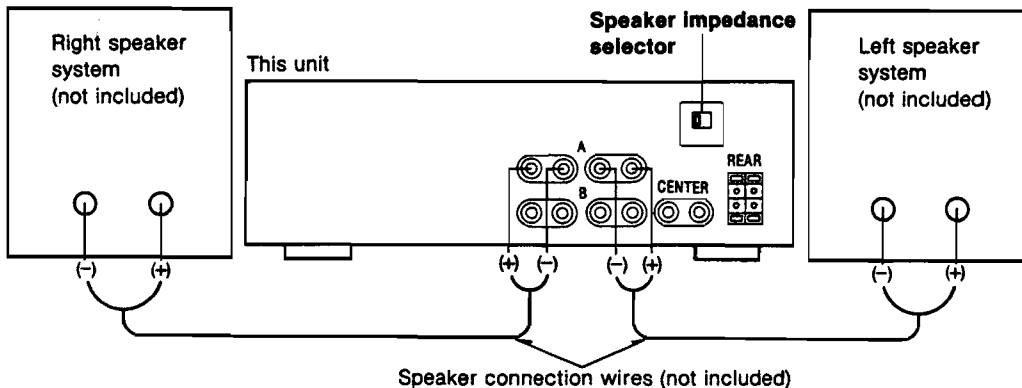 Right speaker
system
(not included)
This unit
Speaker impedance
selector
Left speaker
system
(not included)
A
B
CENTER
REAR
(−) (+)
(+) (−) (−) (+)
(−) (+)
Speaker connection wires (not included)